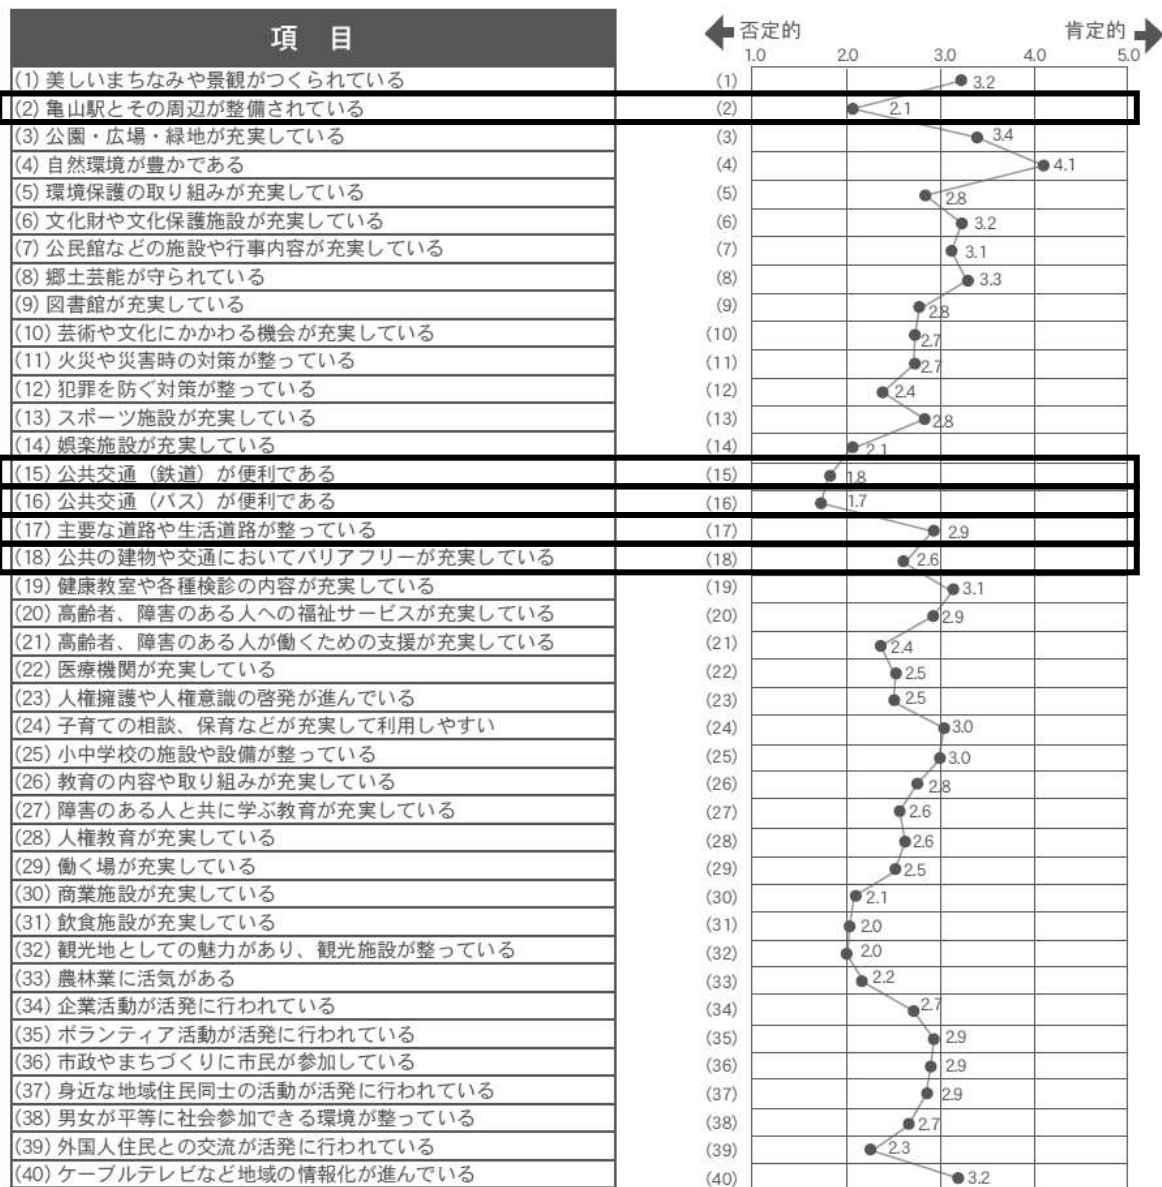 項 目
否定的 肯定的
1.0 2.0 3.0 4.0 5.0
(1) 美しいまちなみや景観がつくられている (1) 3.2
(2) 亀山駅とその周辺が整備されている (2) 2.1
(3) 公園・広場・緑地が充実している (3) 3.4
(4) 自然環境が豊かである (4) 4.1
(5) 環境保護の取り組みが充実している (5) 2.8
(6) 文化財や文化保護施設が充実している (6) 3.2
(7) 公民館などの施設や行事内容が充実している (7) 3.1
(8) 郷土芸能が守られている (8) 3.3
(9) 図書館が充実している (9) 2.8
(10) 芸術や文化にかかわる機会が充実している (10) 2.7
(11) 火災や災害時の対策が整っている (11) 2.7
(12) 犯罪を防ぐ対策が整っている (12) 2.4
(13) スポーツ施設が充実している (13) 2.8
(14) 娯楽施設が充実している (14) 2.1
(15) 公共交通（鉄道）が便利である (15) 1.8
(16) 公共交通（バス）が便利である (16) 1.7
(17) 主要な道路や生活道路が整っている (17) 2.9
(18) 公共の建物や交通においてバリアフリーが充実している (18) 2.6
(19) 健康教室や各種検診の内容が充実している (19) 3.1
(20) 高齢者、障害のある人への福祉サービスが充実している (20) 2.9
(21) 高齢者、障害のある人が働くための支援が充実している (21) 2.4
(22) 医療機関が充実している (22) 2.5
(23) 人権擁護や人権意識の啓発が進んでいる (23) 2.5
(24) 子育ての相談、保育などが充実して利用しやすい (24) 3.0
(25) 小中学校の施設や設備が整っている (25) 3.0
(26) 教育の内容や取り組みが充実している (26) 2.8
(27) 障害のある人と共に学ぶ教育が充実している (27) 2.6
(28) 人権教育が充実している (28) 2.6
(29) 働く場が充実している (29) 2.5
(30) 商業施設が充実している (30) 2.1
(31) 飲食施設が充実している (31) 2.0
(32) 観光地としての魅力があり、観光施設が整っている (32) 2.0
(33) 農林業に活気がある (33) 2.2
(34) 企業活動が活発に行われている (34) 2.7
(35) ボランティア活動が活発に行われている (35) 2.9
(36) 市政やまちづくりに市民が参加している (36) 2.9
(37) 身近な地域住民同士の活動が活発に行われている (37) 2.9
(38) 男女が平等に社会参加できる環境が整っている (38) 2.7
(39) 外国人住民との交流が活発に行われている (39) 2.3
(40) ケーブルテレビなど地域の情報化が進んでいる (40) 3.2